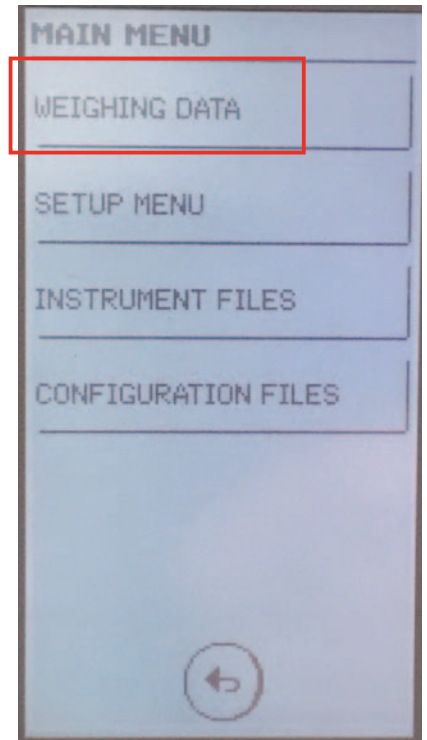 MAIN MENU
WEIGHING DATA
SETUP MENU
INSTRUMENT FILES
CONFIGURATION FILES